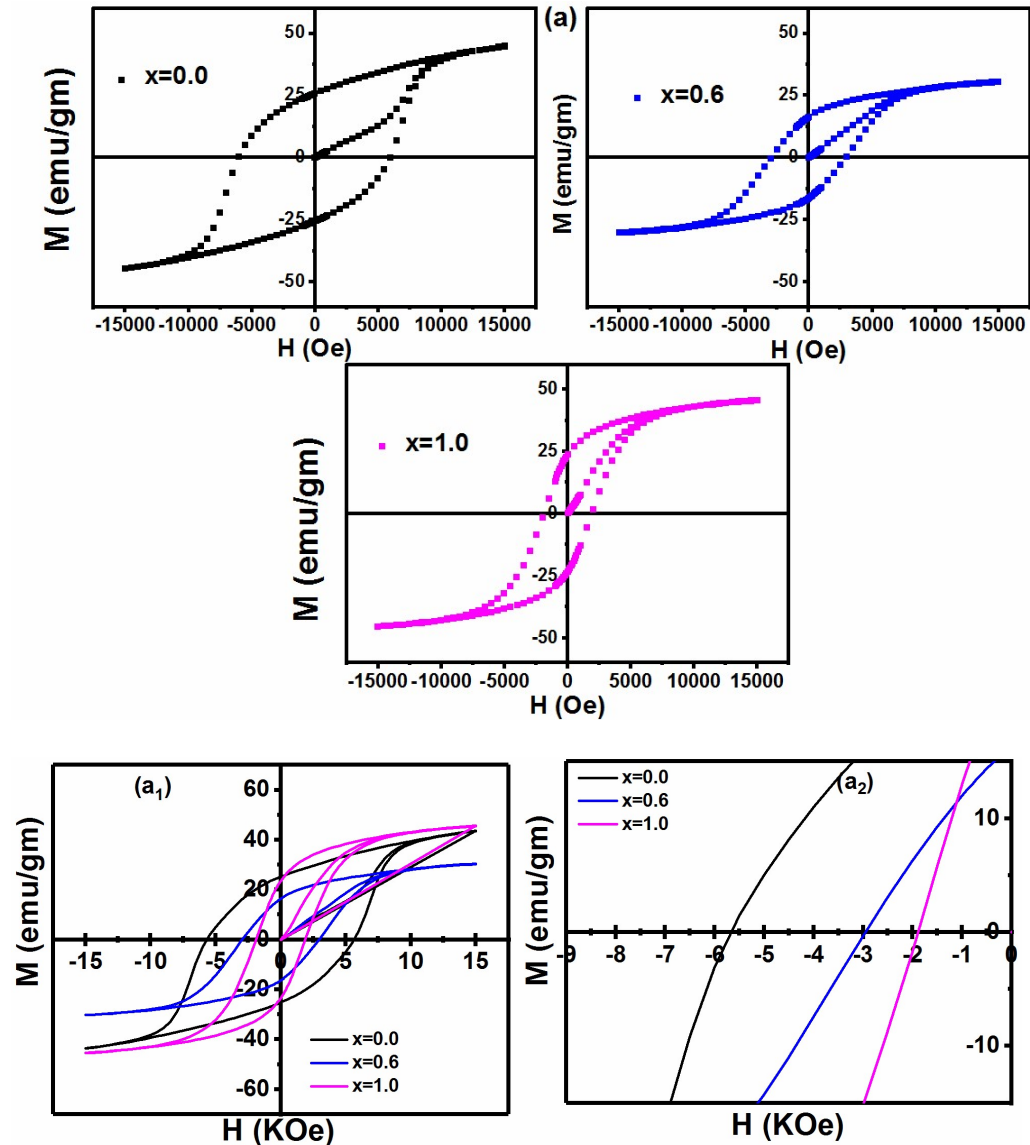 (a)
50
25
0
-25
-50
M (emu/gm)
x=0.0
-15000 -10000 -5000 0 5000 10000 15000
H (Oe)
50
25
0
-25
-50
M (emu/gm)
x=0.6
-15000 -10000 -5000 0 5000 10000 15000
H (Oe)
50
25
0
-25
-50
M (emu/gm)
x=1.0
-15000 -10000 -5000 0 5000 10000 15000
H (Oe)
(a1)
60
40
20
0
-20
-40
-60
M (emu/gm)
-15 -10 -5 0 5 10 15
x=0.0
x=0.6
x=1.0
H (KOe)
(a2)
x=0.0
x=0.6
x=1.0
10
0
-10
M (emu/gm)
-9 -8 -7 -6 -5 -4 -3 -2 -1 0
H (KOe)